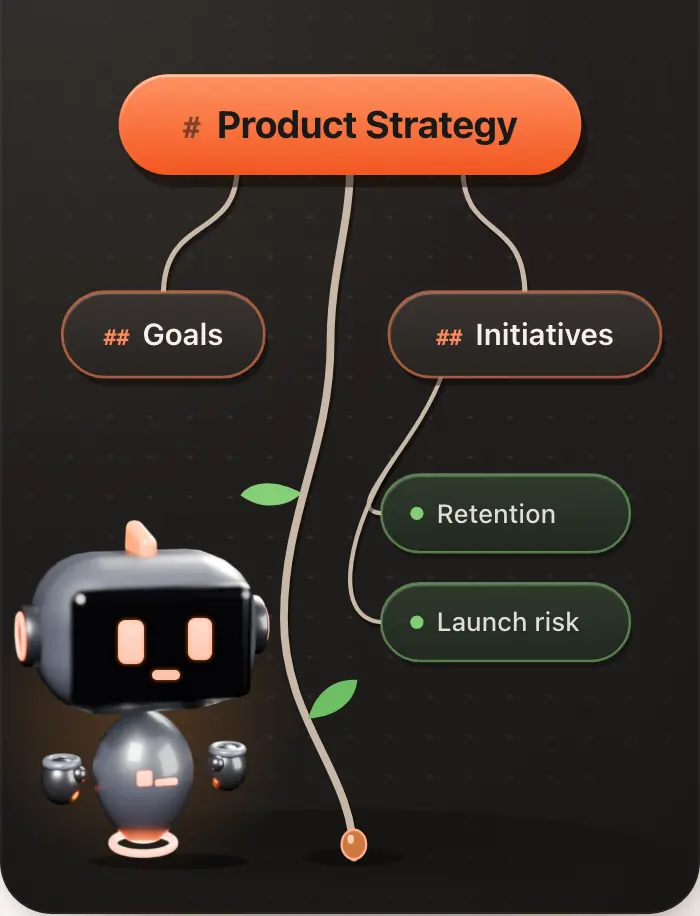 # Product Strategy
## Goals
## Initiatives
Retention
Launch risk